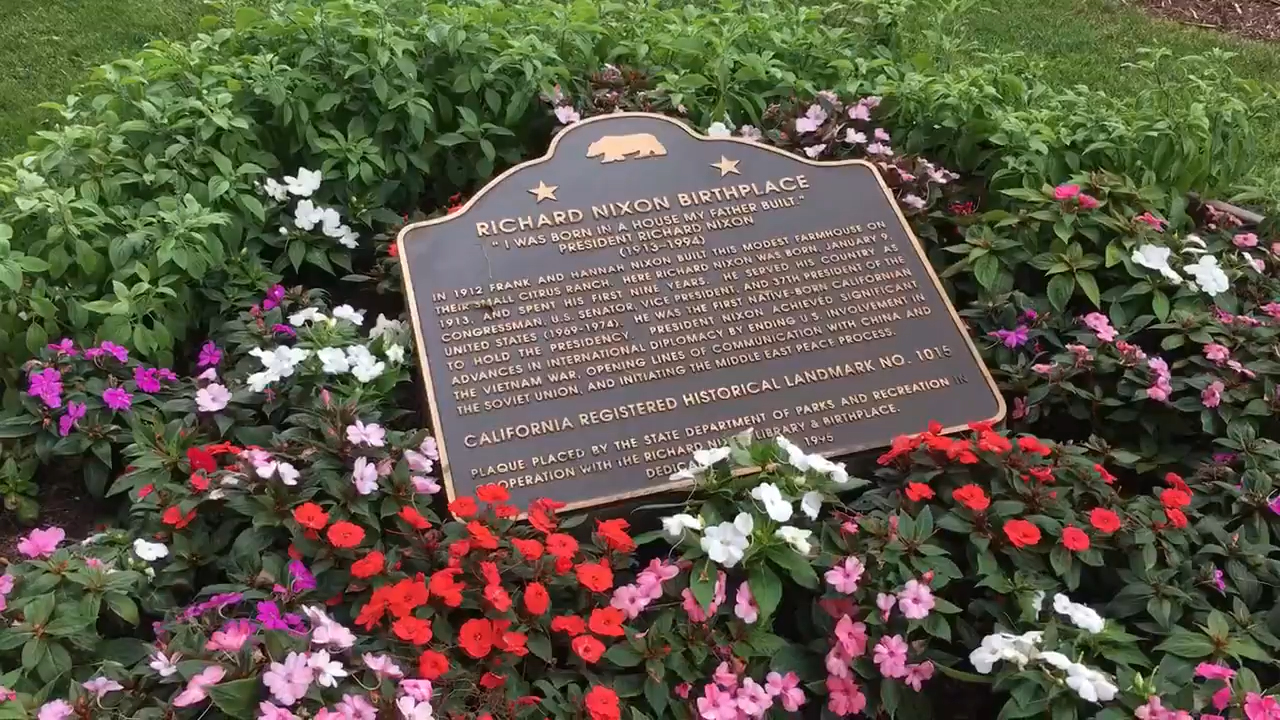 RICHARD NIXON BIRTHPLACE
"I WAS BORN IN A HOUSE MY FATHER BUILT."
PRESIDENT RICHARD NIXON
(1913–1994)
IN 1912 FRANK AND HANNAH NIXON BUILT THIS MODEST FARMHOUSE ON
THEIR SMALL CITRUS RANCH. HERE RICHARD NIXON WAS BORN, JANUARY 9,
1913, AND SPENT HIS FIRST NINE YEARS. HE SERVED HIS COUNTRY AS
CONGRESSMAN, U.S. SENATOR, VICE PRESIDENT, AND 37TH PRESIDENT OF THE
UNITED STATES (1969-1974). HE WAS THE FIRST NATIVE-BORN CALIFORNIAN
TO HOLD THE PRESIDENCY. PRESIDENT NIXON ACHIEVED SIGNIFICANT
ADVANCES IN INTERNATIONAL DIPLOMACY BY ENDING U.S. INVOLVEMENT IN
THE VIETNAM WAR, OPENING LINES OF COMMUNICATION WITH CHINA AND
THE SOVIET UNION, AND INITIATING THE MIDDLE EAST PEACE PROCESS.
CALIFORNIA REGISTERED HISTORICAL LANDMARK NO. 1015
PLAQUE PLACED BY THE STATE DEPARTMENT OF PARKS AND RECREATION IN
OPERATION WITH THE RICHARD LIBRARY & BIRTHPLACE.
1995